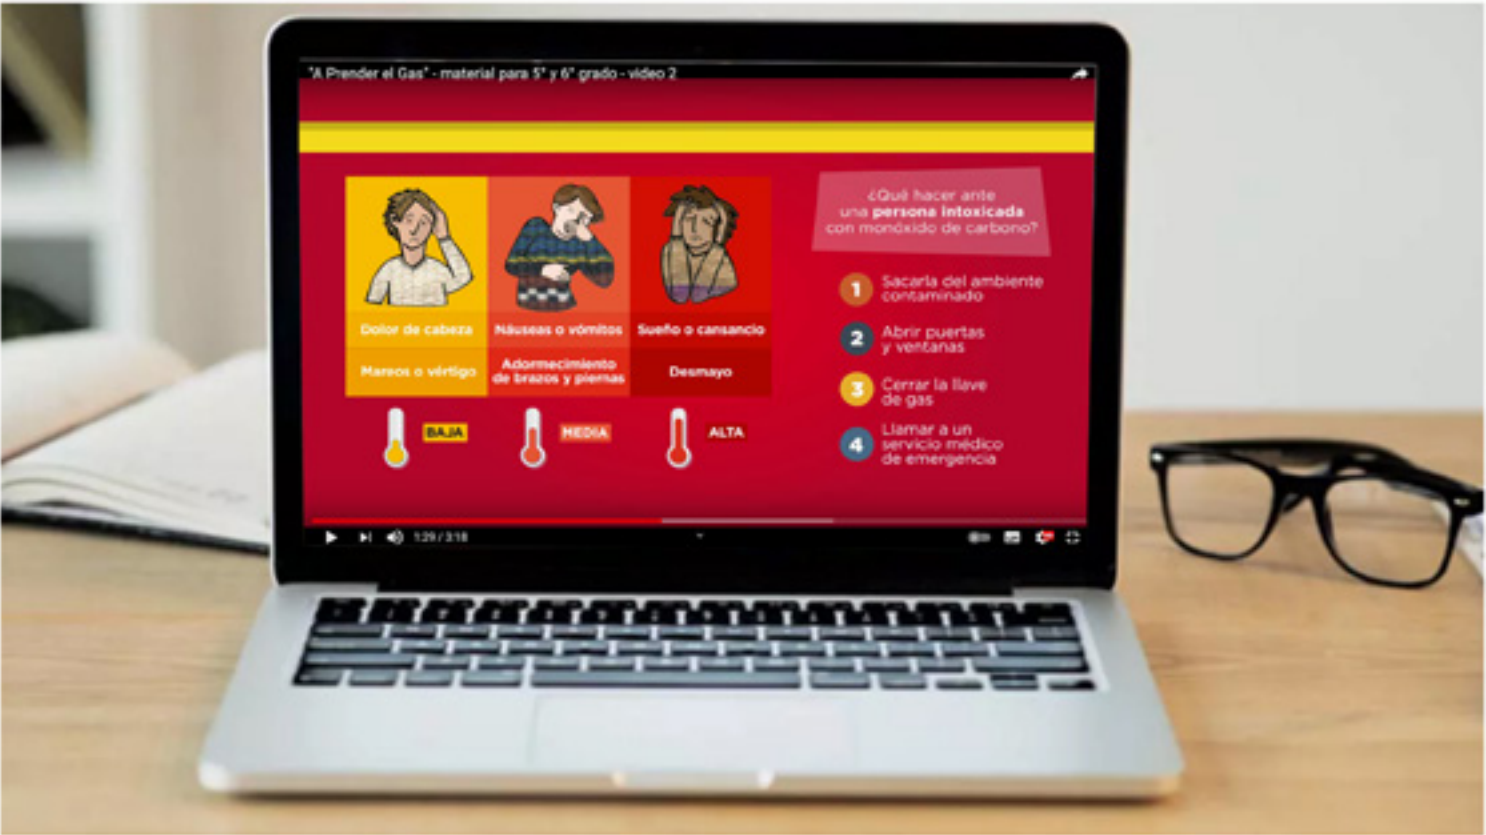 "A Prender el Gas" - material para 5° y 6° grado - video 2
Dolor de cabeza
Mareos o vértigo
Náuseas o vómitos
Adormecimiento
de brazos y piernas
Sueño o cansancio
Desmayo
BAJA
MEDIA
ALTA
¿Qué hacer ante
una persona intoxicada
con monóxido de carbono?
1 Sacarla del ambiente
contaminado
2 Abrir puertas
y ventanas
3 Cerrar la llave
de gas
4 Llamar a un
servicio médico
de emergencia
1:29 / 3:18